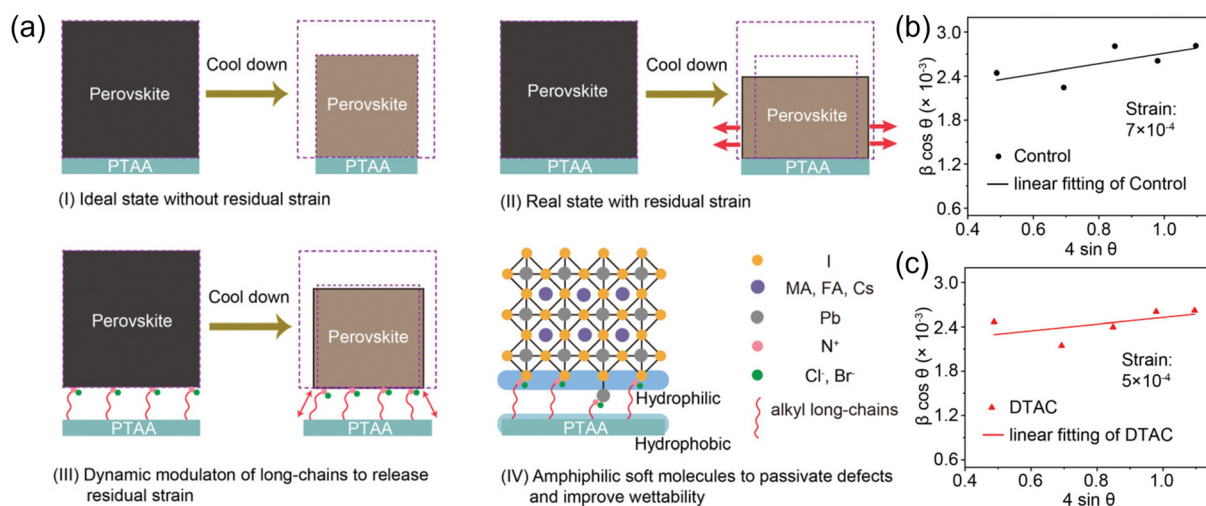 (a)
Perovskite
PTAA
Cool down
Perovskite
PTAA
(I) Ideal state without residual strain
Perovskite
PTAA
Cool down
Perovskite
PTAA
(II) Real state with residual strain
Perovskite
PTAA
Cool down
Perovskite
PTAA
(III) Dynamic modulaton of long-chains to release
residual strain
I
MA, FA, Cs
Pb
N⁺
Cl⁻, Br⁻
alkyl long-chains
Hydrophilic
PTAA
Hydrophobic
(IV) Amphiphilic soft molecules to passivate defects
and improve wettability
(b)
β cos θ (× 10⁻³)
3.0
2.4
1.8
1.2
0.6
Strain:
7×10⁻⁴
Control
linear fitting of Control
0.4 0.6 0.8 1.0
4 sin θ
(c)
β cos θ (× 10⁻³)
3.0
2.4
1.8
1.2
0.6
Strain:
5×10⁻⁴
DTAC
linear fitting of DTAC
0.4 0.6 0.8 1.0
4 sin θ